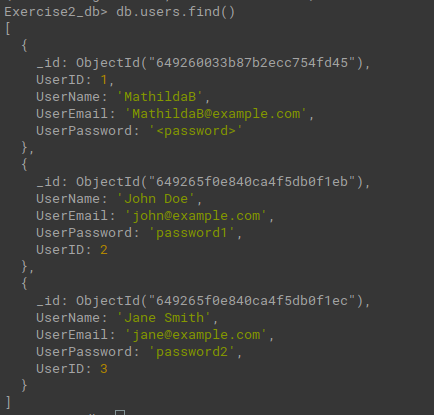 Exercise2_db> db.users.find()
[
  {
    _id: ObjectId("649260033b87b2ecc754fd45"),
    UserID: 1,
    UserName: 'MathildaB',
    UserEmail: 'MathildaB@example.com',
    UserPassword: '<password>'
  },
  {
    _id: ObjectId("649265f0e840ca4f5db0f1eb"),
    UserName: 'John Doe',
    UserEmail: 'john@example.com',
    UserPassword: 'password1',
    UserID: 2
  },
  {
    _id: ObjectId("649265f0e840ca4f5db0f1ec"),
    UserName: 'Jane Smith',
    UserEmail: 'jane@example.com',
    UserPassword: 'password2',
    UserID: 3
  }
]